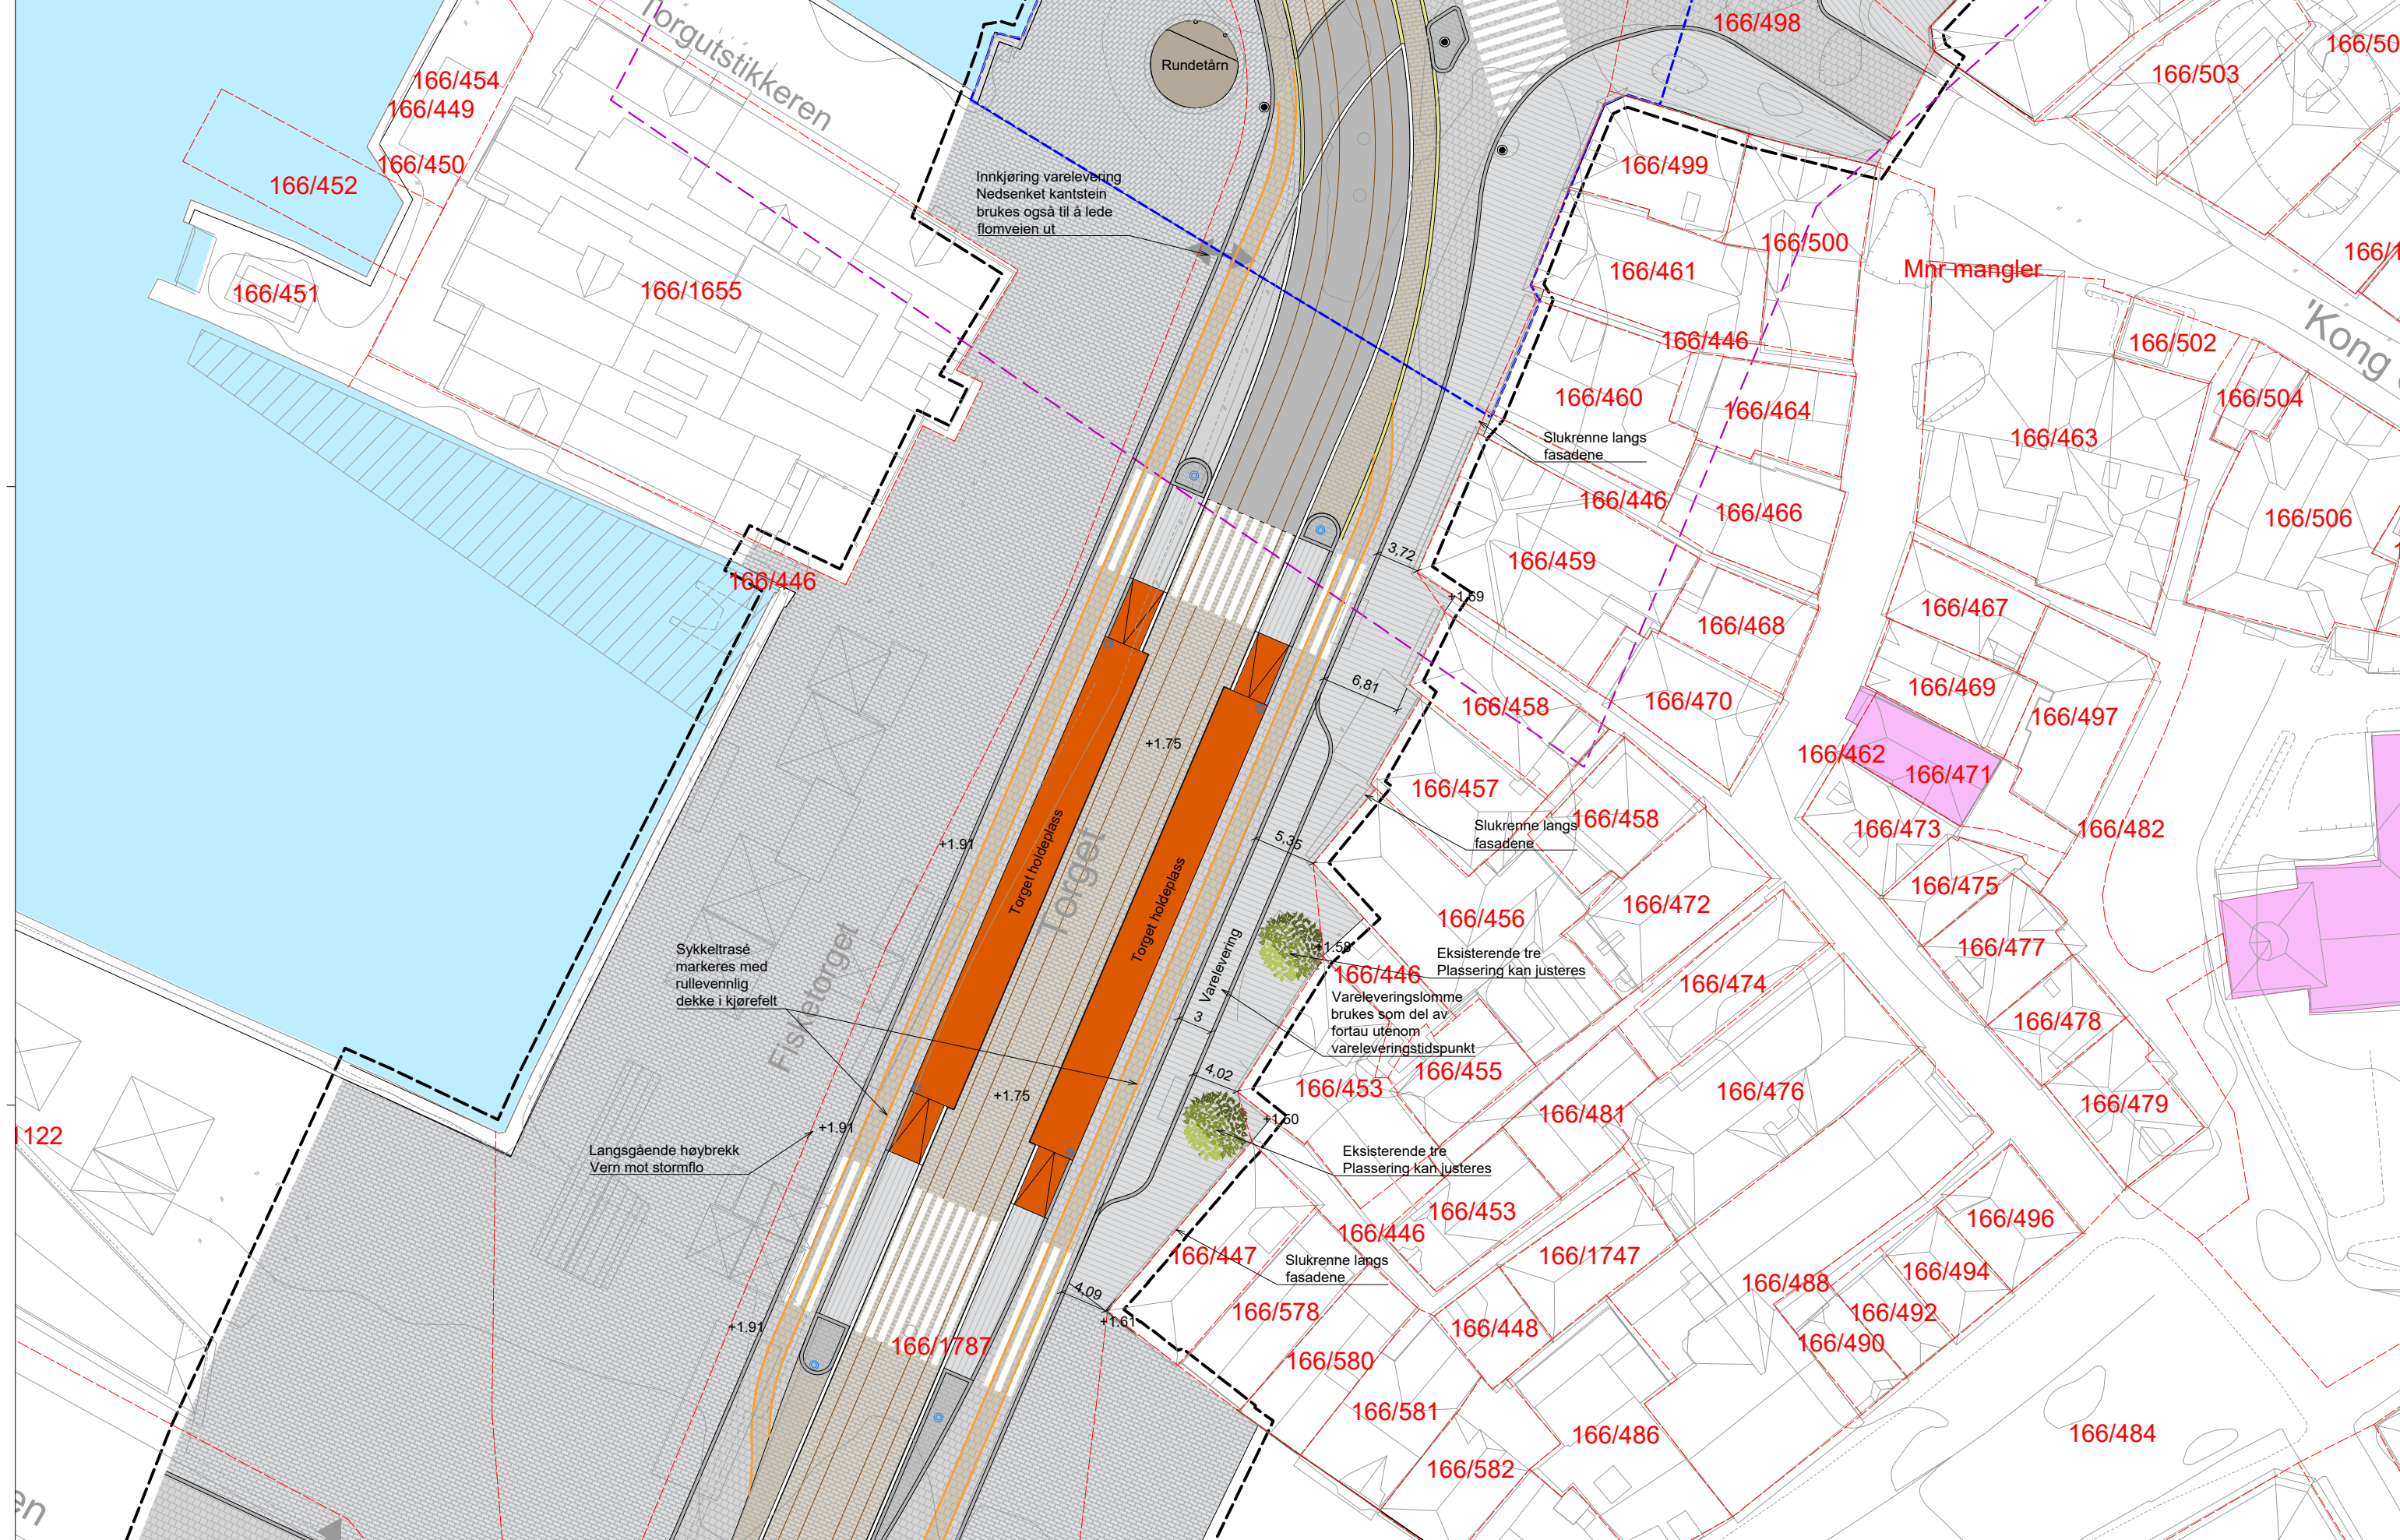 Torgutstikkeren
Rundetårn
166/498
166/503
166/454
166/449
166/450
166/452
166/451
166/1655
Innkjøring varelevering
Nedsenket kantstein
brukes også til å lede
flomveien ut
166/499
166/500
166/461
Mnr mangler
'Kong
166/446
166/502
166/460
166/464
166/504
166/463
Slukrenne langs
fasadene
166/446
166/466
166/506
3,72
166/459
166/446
+1.69
166/467
166/468
6,81
166/469
166/470
166/458
166/497
+1.75
166/462
166/471
166/457
Slukrenne langs
fasadene
166/458
166/473
166/482
+1.91
5,35
Torget holdeplass
Torget
Torget holdeplass
166/475
166/472
166/456
Fisketorget
Sykkeltrasé
markeres med
rullevennlig
dekke i kjørefelt
Varelevering
+1.58
Eksisterende tre
Plassering kan justeres
166/477
166/446
166/474
Vareleveringslomme
brukes som del av
fortau utenom
vareleveringstidspunkt
3
166/478
4,02
166/455
166/453
+1.75
166/476
166/479
166/481
+1.91
+1.50
1122
Langsgående høybrekk
Vern mot stormflo
Eksisterende tre
Plassering kan justeres
166/453
166/496
166/446
166/447
Slukrenne langs
fasadene
166/1747
166/494
166/488
4,09
+1.61
166/578
166/492
+1.91
166/448
166/490
166/1787
166/580
166/581
166/486
166/484
166/582
en